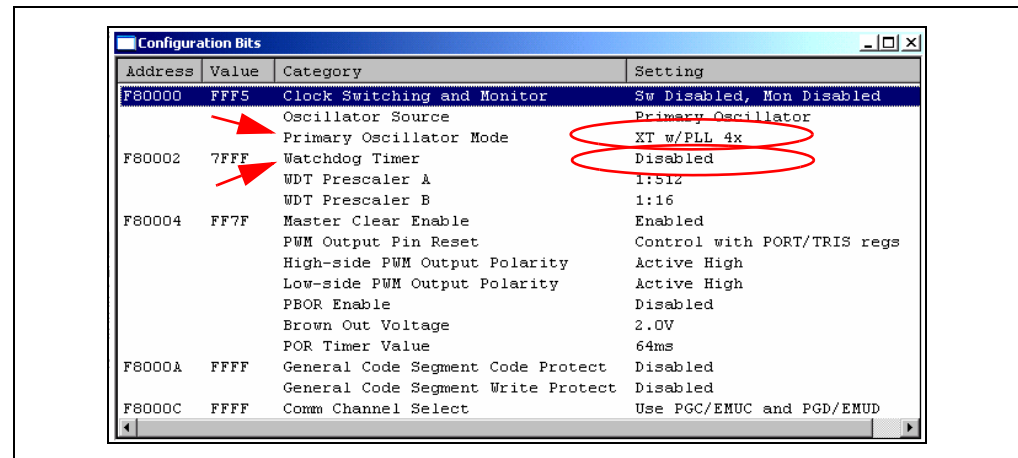 Configuration Bits
Address Value Category Setting
F80000 FFF5 Clock Switching and Monitor Sw Disabled, Mon Disabled
Oscillator Source Primary Oscillator
Primary Oscillator Mode XT w/PLL 4x
F80002 7FFF Watchdog Timer Disabled
WDT Prescaler A 1:512
WDT Prescaler B 1:16
F80004 FF7F Master Clear Enable Enabled
PWM Output Pin Reset Control with PORT/TRIS regs
High-side PWM Output Polarity Active High
Low-side PWM Output Polarity Active High
PBOR Enable Disabled
Brown Out Voltage 2.0V
POR Timer Value 64ms
F8000A FFFF General Code Segment Code Protect Disabled
General Code Segment Write Protect Disabled
F8000C FFFF Comm Channel Select Use PGC/EMUC and PGD/EMUD